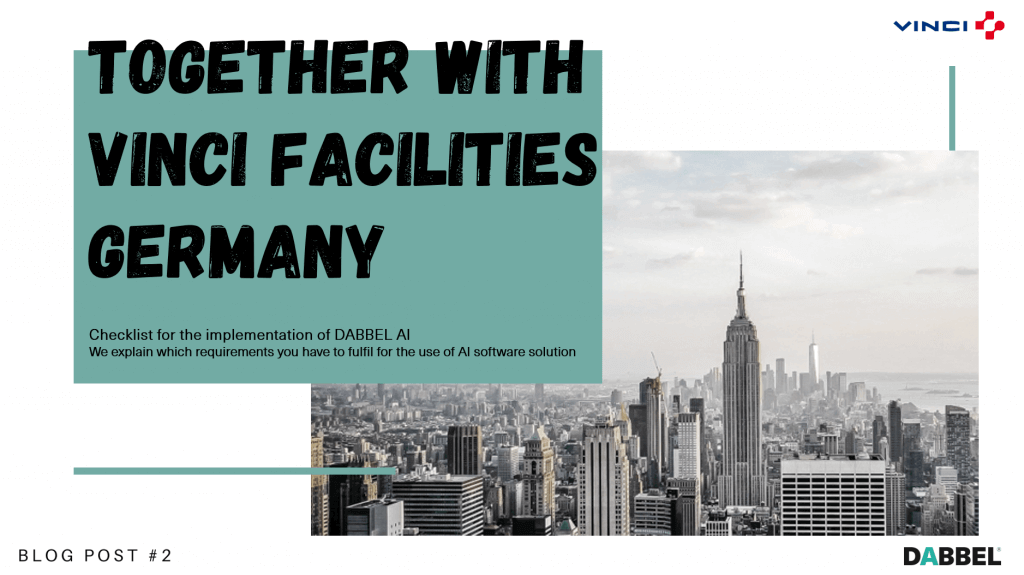 VINCI
TOGETHER WITH
VINCI FACILITIES
GERMANY
Checklist for the implementation of DABBEL AI
We explain which requirements you have to fulfil for the use of AI software solution
BLOG POST #2
DABBEL®